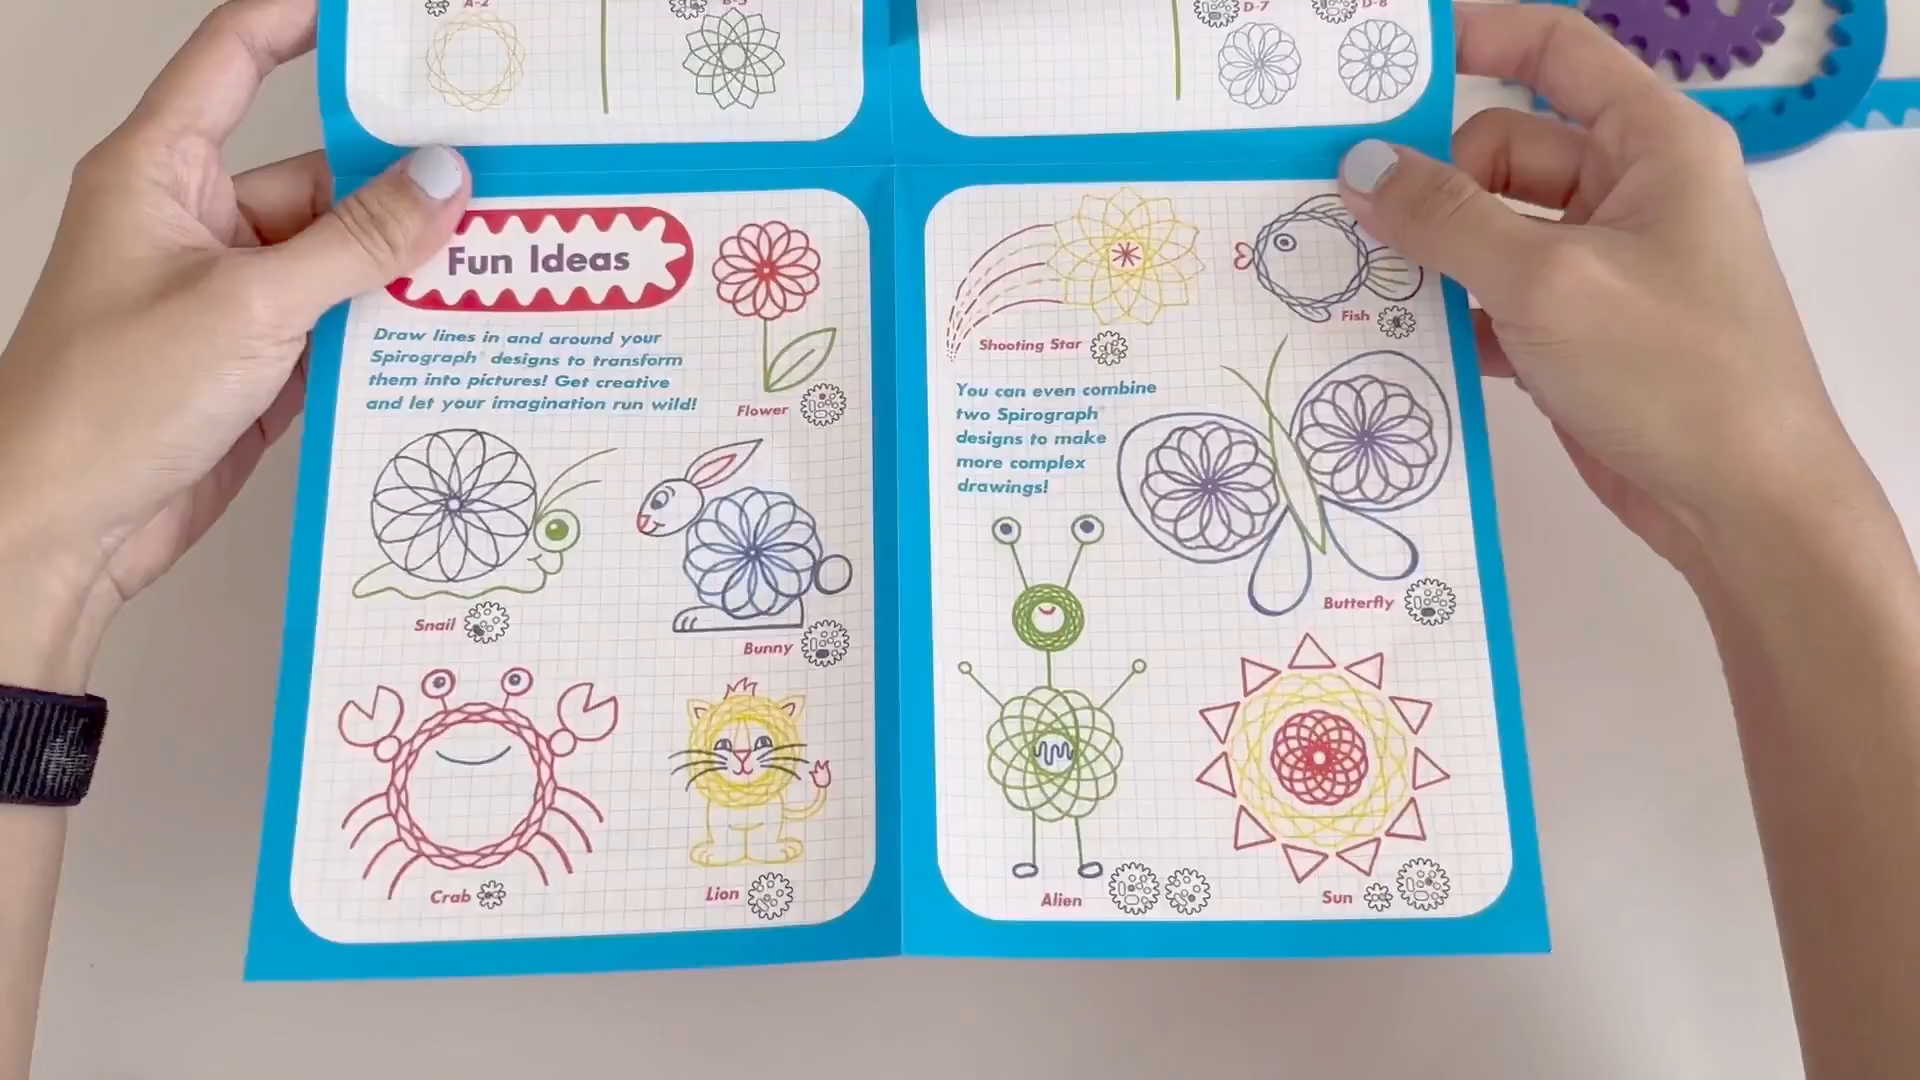 A-2
B-3
D-7
D-8
Fun Ideas
Draw lines in and around your
Spirograph® designs to transform
them into pictures! Get creative
and let your imagination run wild!
Flower
Snail
Bunny
Crab
Lion
Shooting Star
Fish
You can even combine
two Spirograph®
designs to make
more complex
drawings!
Butterfly
Alien
Sun